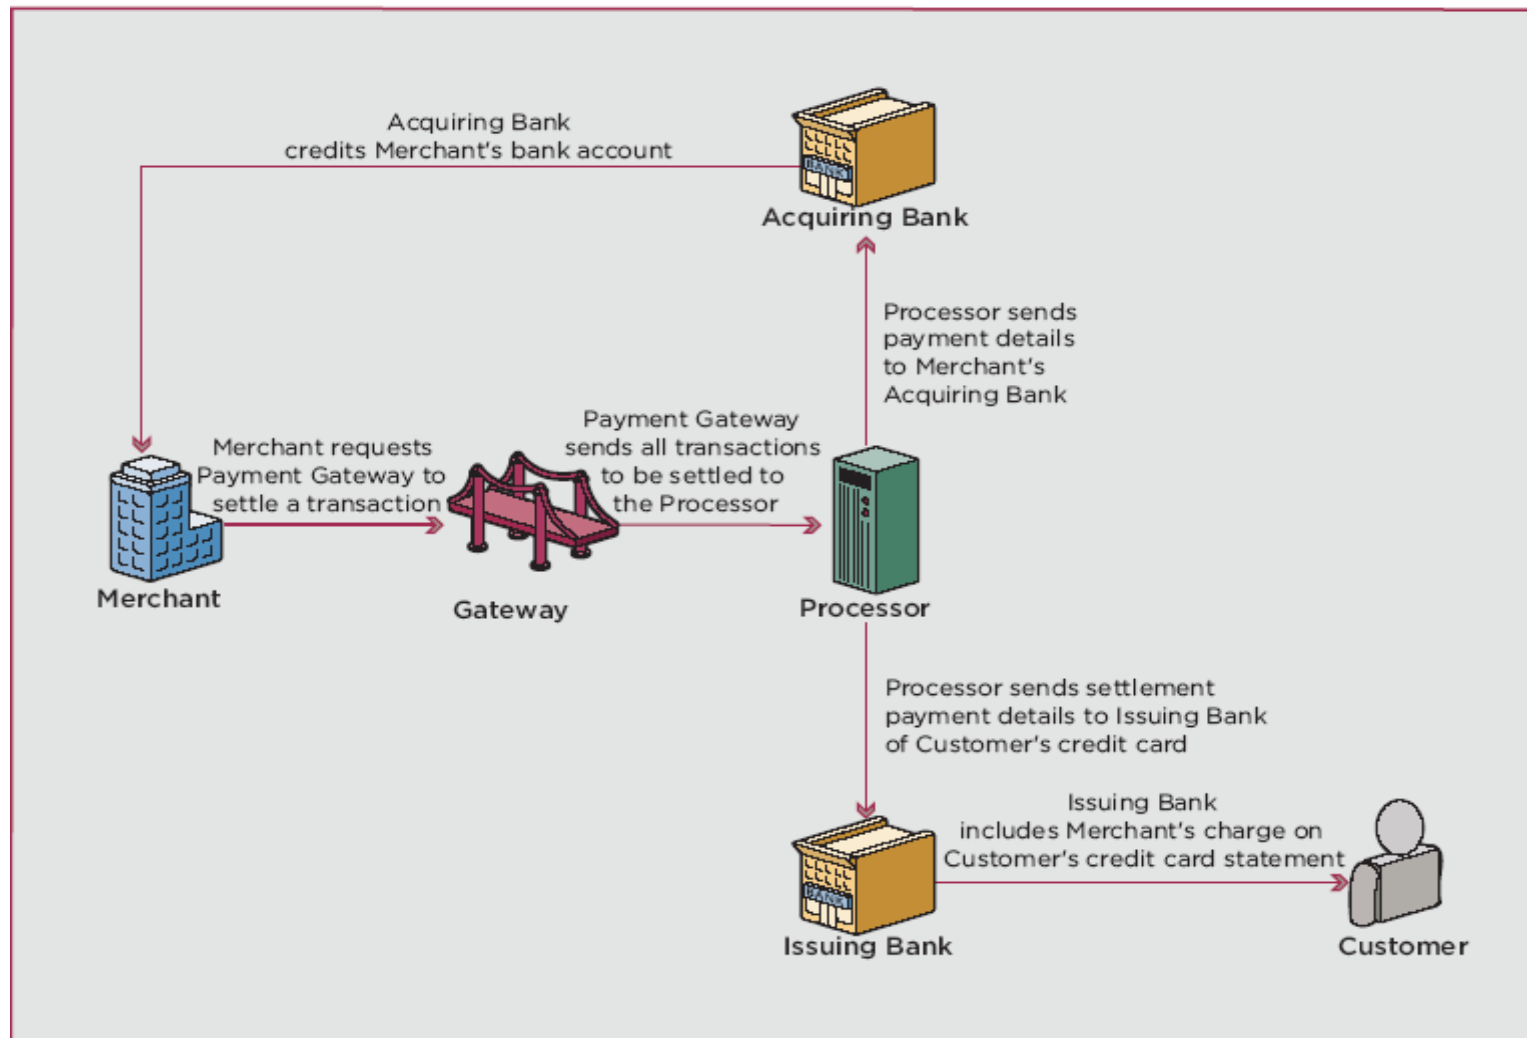 Acquiring Bank
credits Merchant's bank account
BANK
Acquiring Bank
Processor sends
payment details
to Merchant's
Acquiring Bank
Merchant requests
Payment Gateway to
settle a transaction
Payment Gateway
sends all transactions
to be settled to
the Processor
Merchant
Gateway
Processor
Processor sends settlement
payment details to Issuing Bank
of Customer's credit card
Issuing Bank
includes Merchant's charge on
Customer's credit card statement
BANK
Issuing Bank
Customer